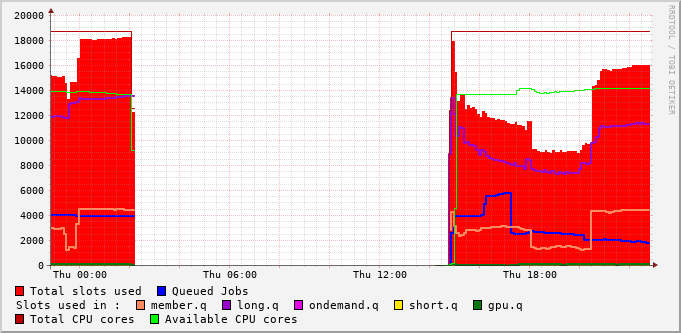 20000
18000
16000
14000
12000
10000
8000
6000
4000
2000
0
Thu 00:00 Thu 06:00 Thu 12:00 Thu 18:00
RRDTOOL / TOBI OETIKER
Total slots used Queued Jobs
Slots used in : member.q long.q ondemand.q short.q gpu.q
Total CPU cores Available CPU cores